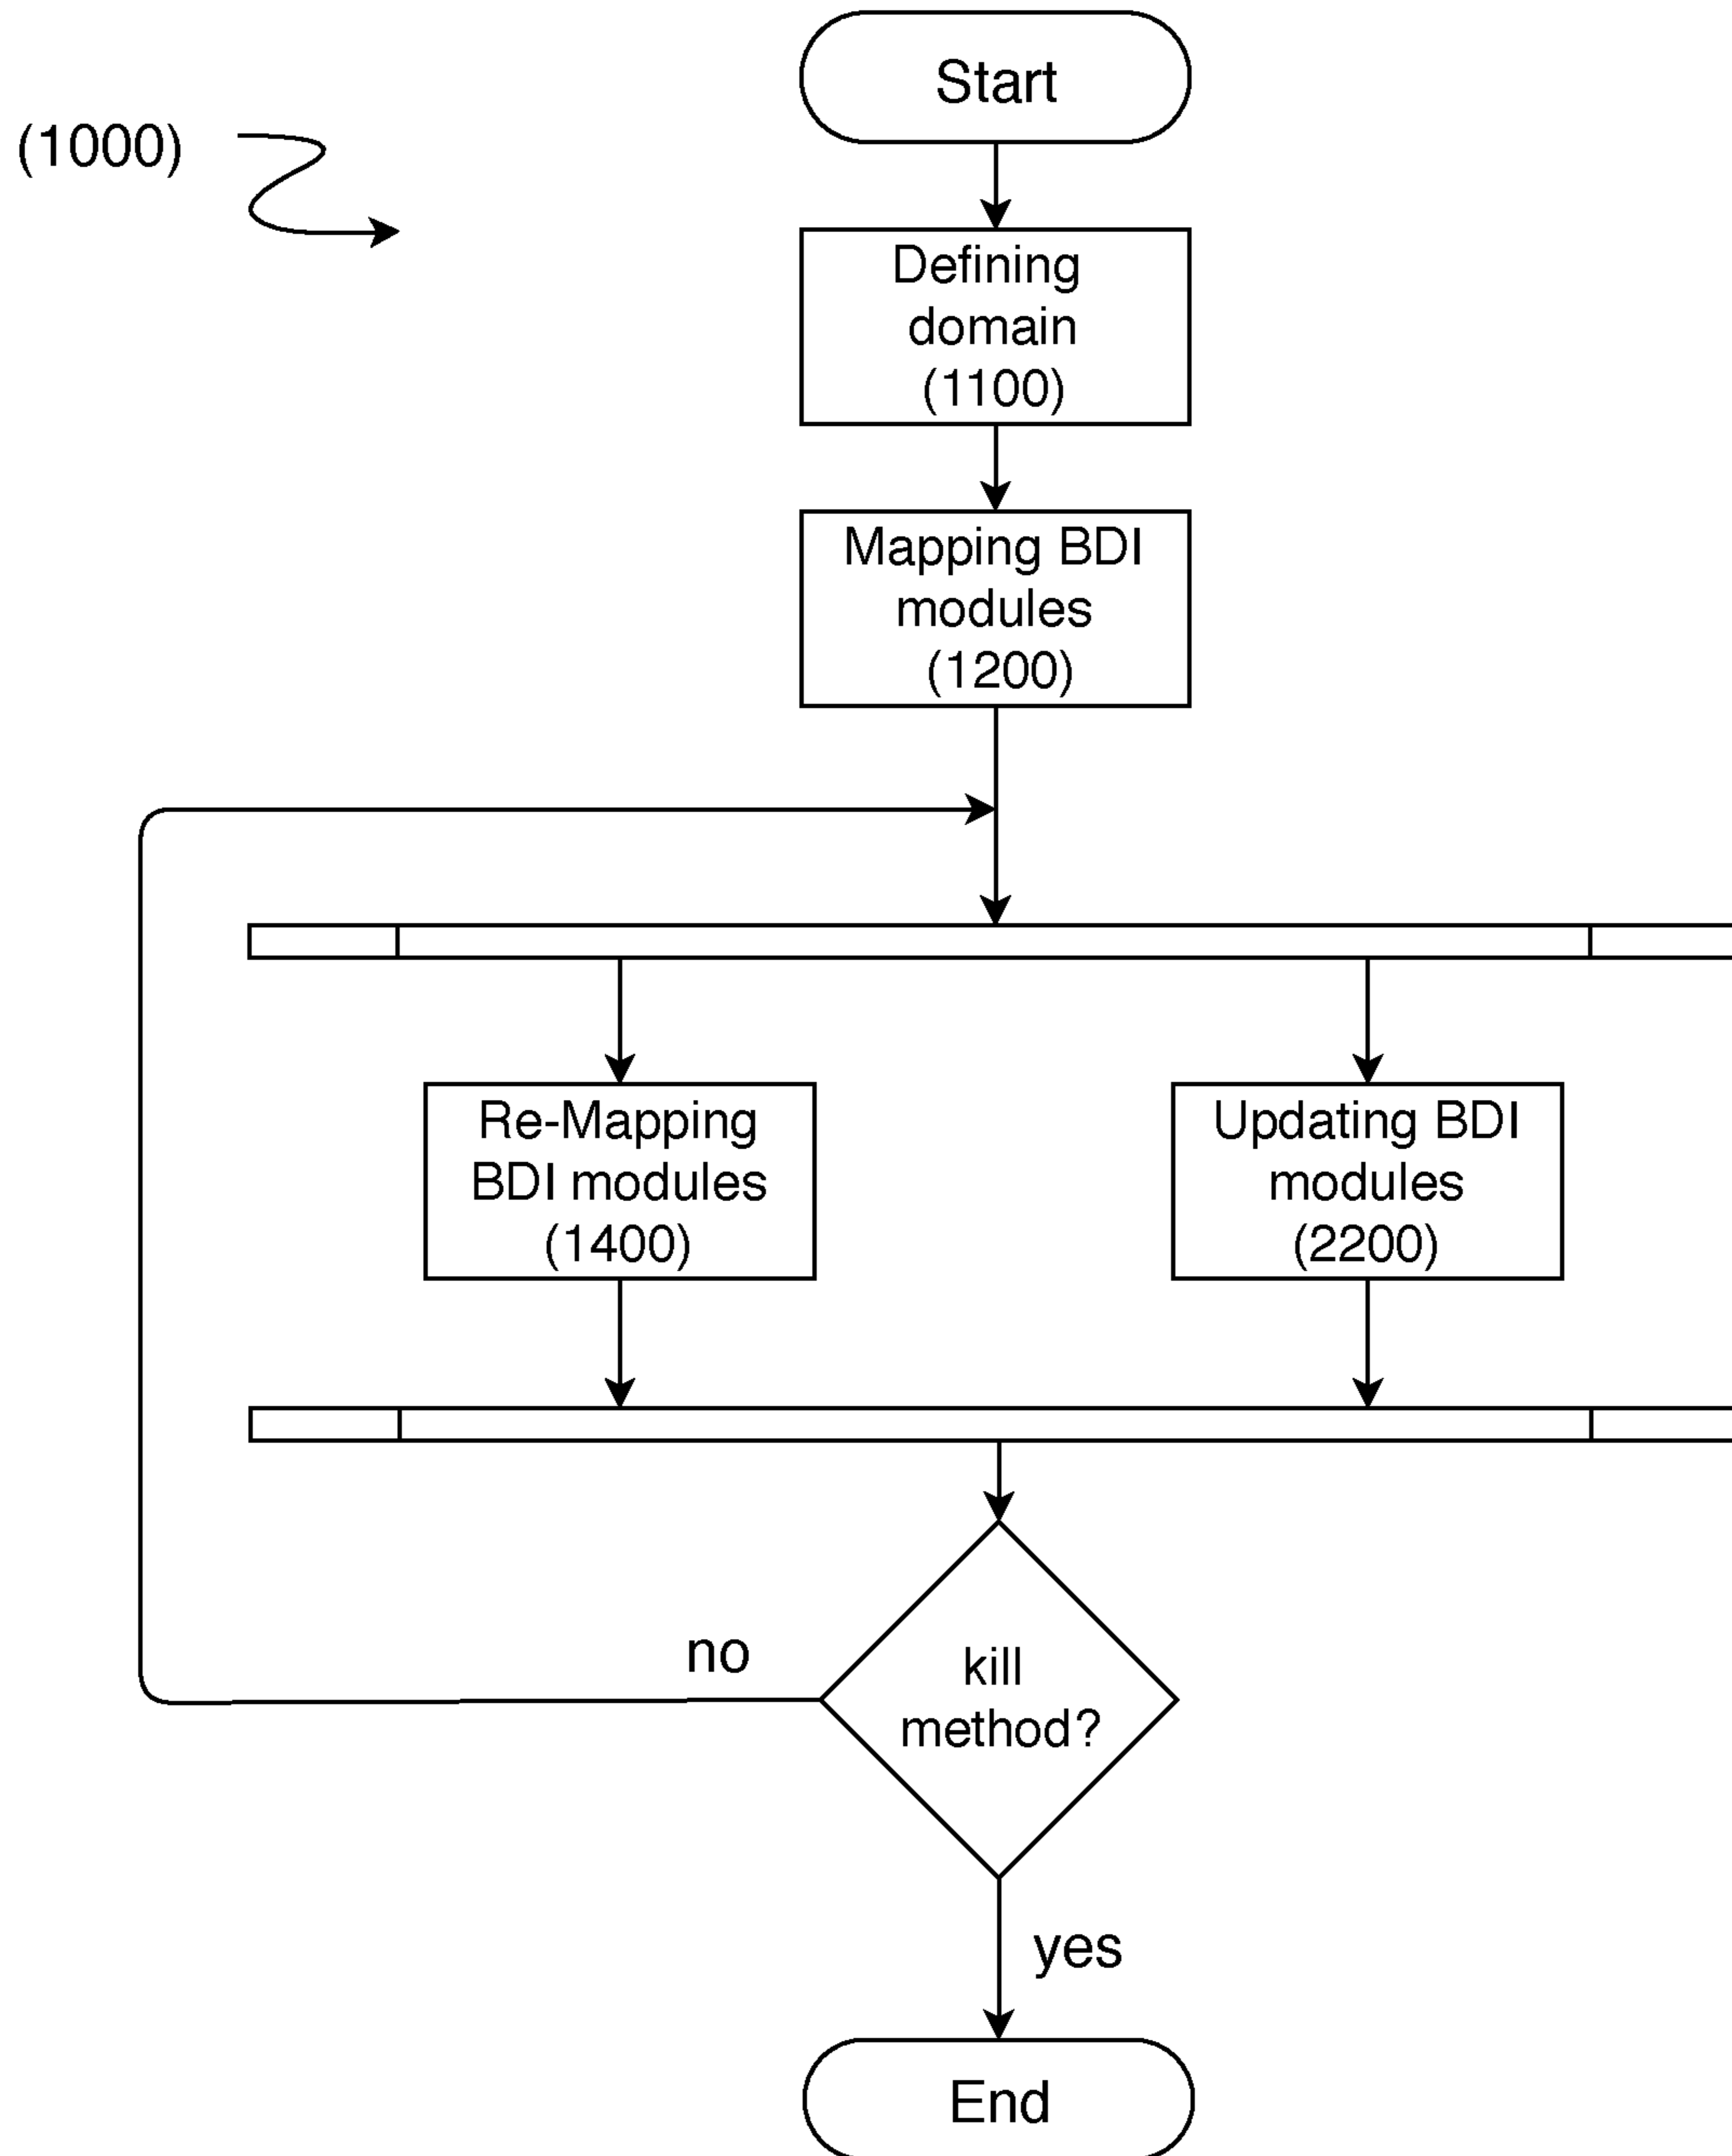 Start
(1000)
Defining
domain
(1100)
Mapping BDI
modules
(1200)
Re-Mapping
BDI modules
(1400)
Updating BDI
modules
(2200)
no
kill
method?
yes
End